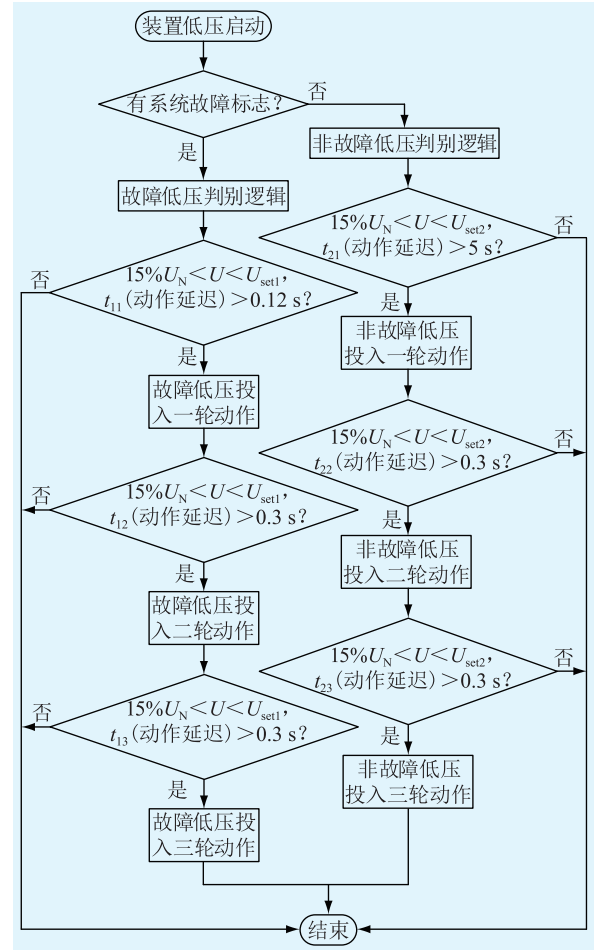 装置低压启动
有系统故障标志?
否
是
非故障低压判别逻辑
故障低压判别逻辑
15%U_N<U<U_set2,
t_21(动作延迟)>5 s?
否
是
15%U_N<U<U_set1,
t_11(动作延迟)>0.12 s?
否
是
非故障低压
投入一轮动作
故障低压投
入一轮动作
15%U_N<U<U_set2,
t_22(动作延迟)>0.3 s?
否
是
15%U_N<U<U_set1,
t_12(动作延迟)>0.3 s?
否
是
非故障低压
投入二轮动作
故障低压投
入二轮动作
15%U_N<U<U_set2,
t_23(动作延迟)>0.3 s?
否
是
15%U_N<U<U_set1,
t_13(动作延迟)>0.3 s?
否
是
非故障低压
投入三轮动作
故障低压投
入三轮动作
结束